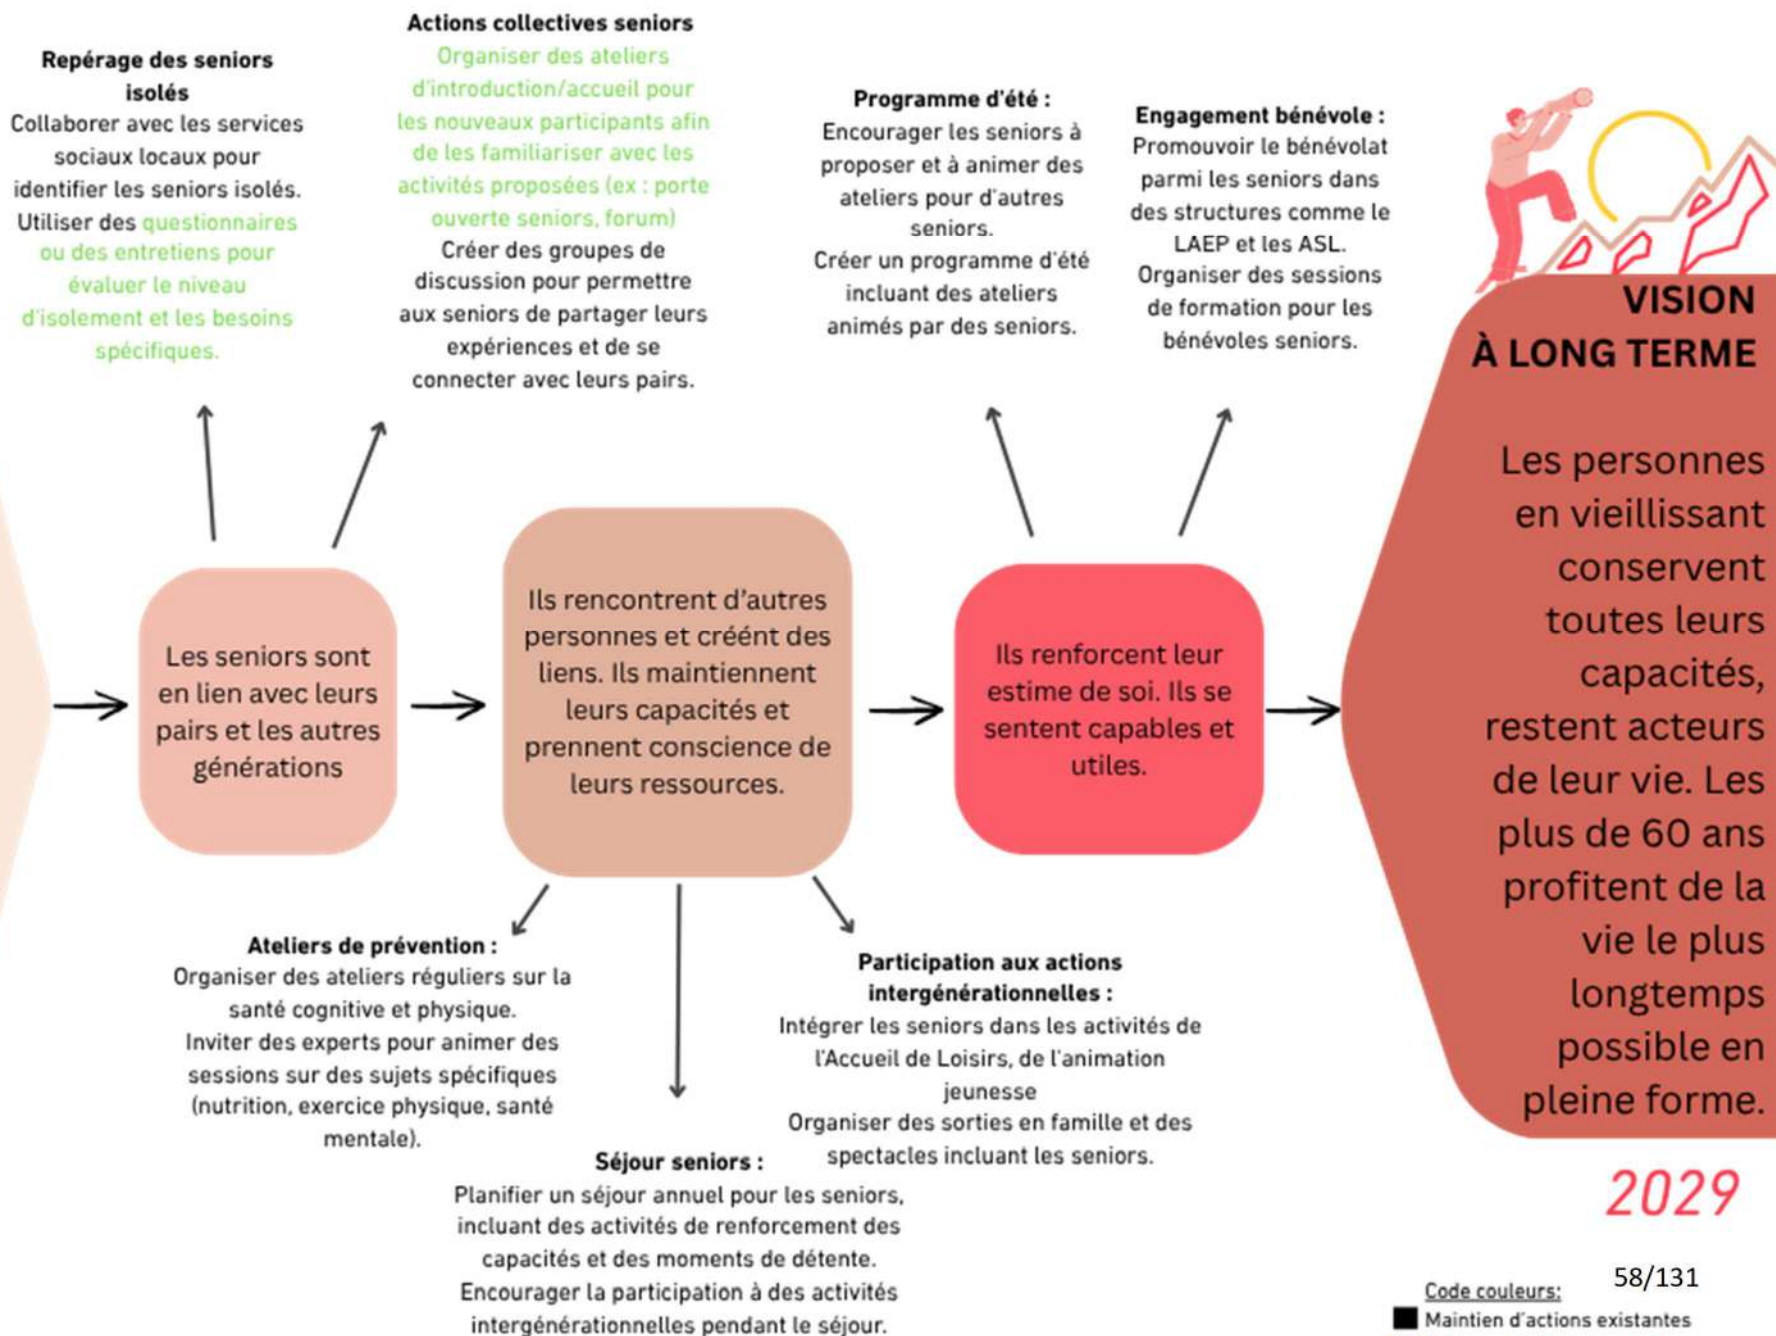 Repérage des seniors
isolés
Collaborer avec les services
sociaux locaux pour
identifier les seniors isolés.
Utiliser des questionnaires
ou des entretiens pour
évaluer le niveau
d'isolement et les besoins
spécifiques.
Actions collectives seniors
Organiser des ateliers
d'introduction/accueil pour
les nouveaux participants afin
de les familiariser avec les
activités proposées (ex : porte
ouverte seniors, forum)
Créer des groupes de
discussion pour permettre
aux seniors de partager leurs
expériences et de se
connecter avec leurs pairs.
Programme d'été :
Encourager les seniors à
proposer et à animer des
ateliers pour d'autres
seniors.
Créer un programme d'été
incluant des ateliers
animés par des seniors.
Engagement bénévole :
Promouvoir le bénévolat
parmi les seniors dans
des structures comme le
LAEP et les ASL.
Organiser des sessions
de formation pour les
bénévoles seniors.
Les seniors sont
en lien avec leurs
pairs et les autres
générations
Ils rencontrent d'autres
personnes et créént des
liens. Ils maintiennent
leurs capacités et
prennent conscience de
leurs ressources.
Ils renforcent leur
estime de soi. Ils se
sentent capables et
utiles.
VISION
À LONG TERME
Les personnes
en vieillissant
conservent
toutes leurs
capacités,
restent acteurs
de leur vie. Les
plus de 60 ans
profitent de la
vie le plus
longtemps
possible en
pleine forme.
Ateliers de prévention :
Organiser des ateliers réguliers sur la
santé cognitive et physique.
Inviter des experts pour animer des
sessions sur des sujets spécifiques
(nutrition, exercice physique, santé
mentale).
Séjour seniors :
Planifier un séjour annuel pour les seniors,
incluant des activités de renforcement des
capacités et des moments de détente.
Encourager la participation à des activités
intergénérationnelles pendant le séjour.
Participation aux actions
intergénérationnelles :
Intégrer les seniors dans les activités de
l'Accueil de Loisirs, de l'animation
jeunesse
Organiser des sorties en famille et des
spectacles incluant les seniors.
2029
58/131
Code couleurs:
Maintien d'actions existantes